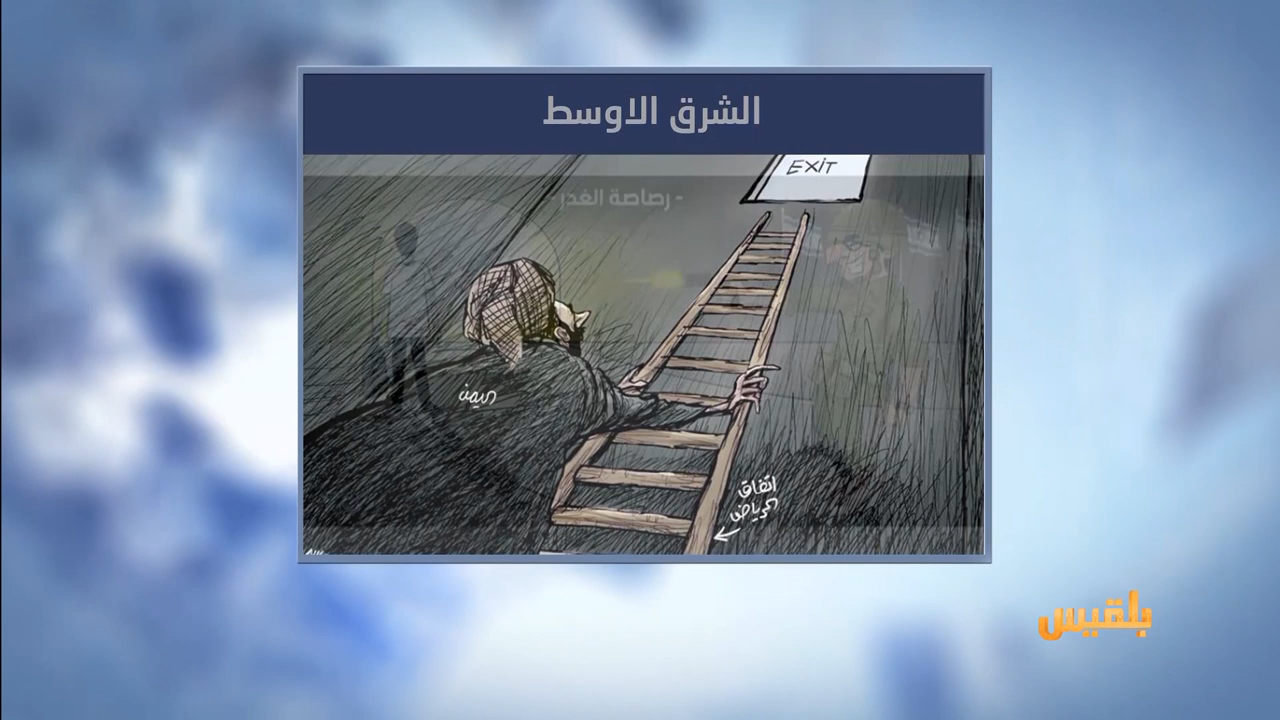 الشرق الاوسط
EXIT
- رصاصة الغدر -
اليمن
اتفاق
الرياض
بلقيس